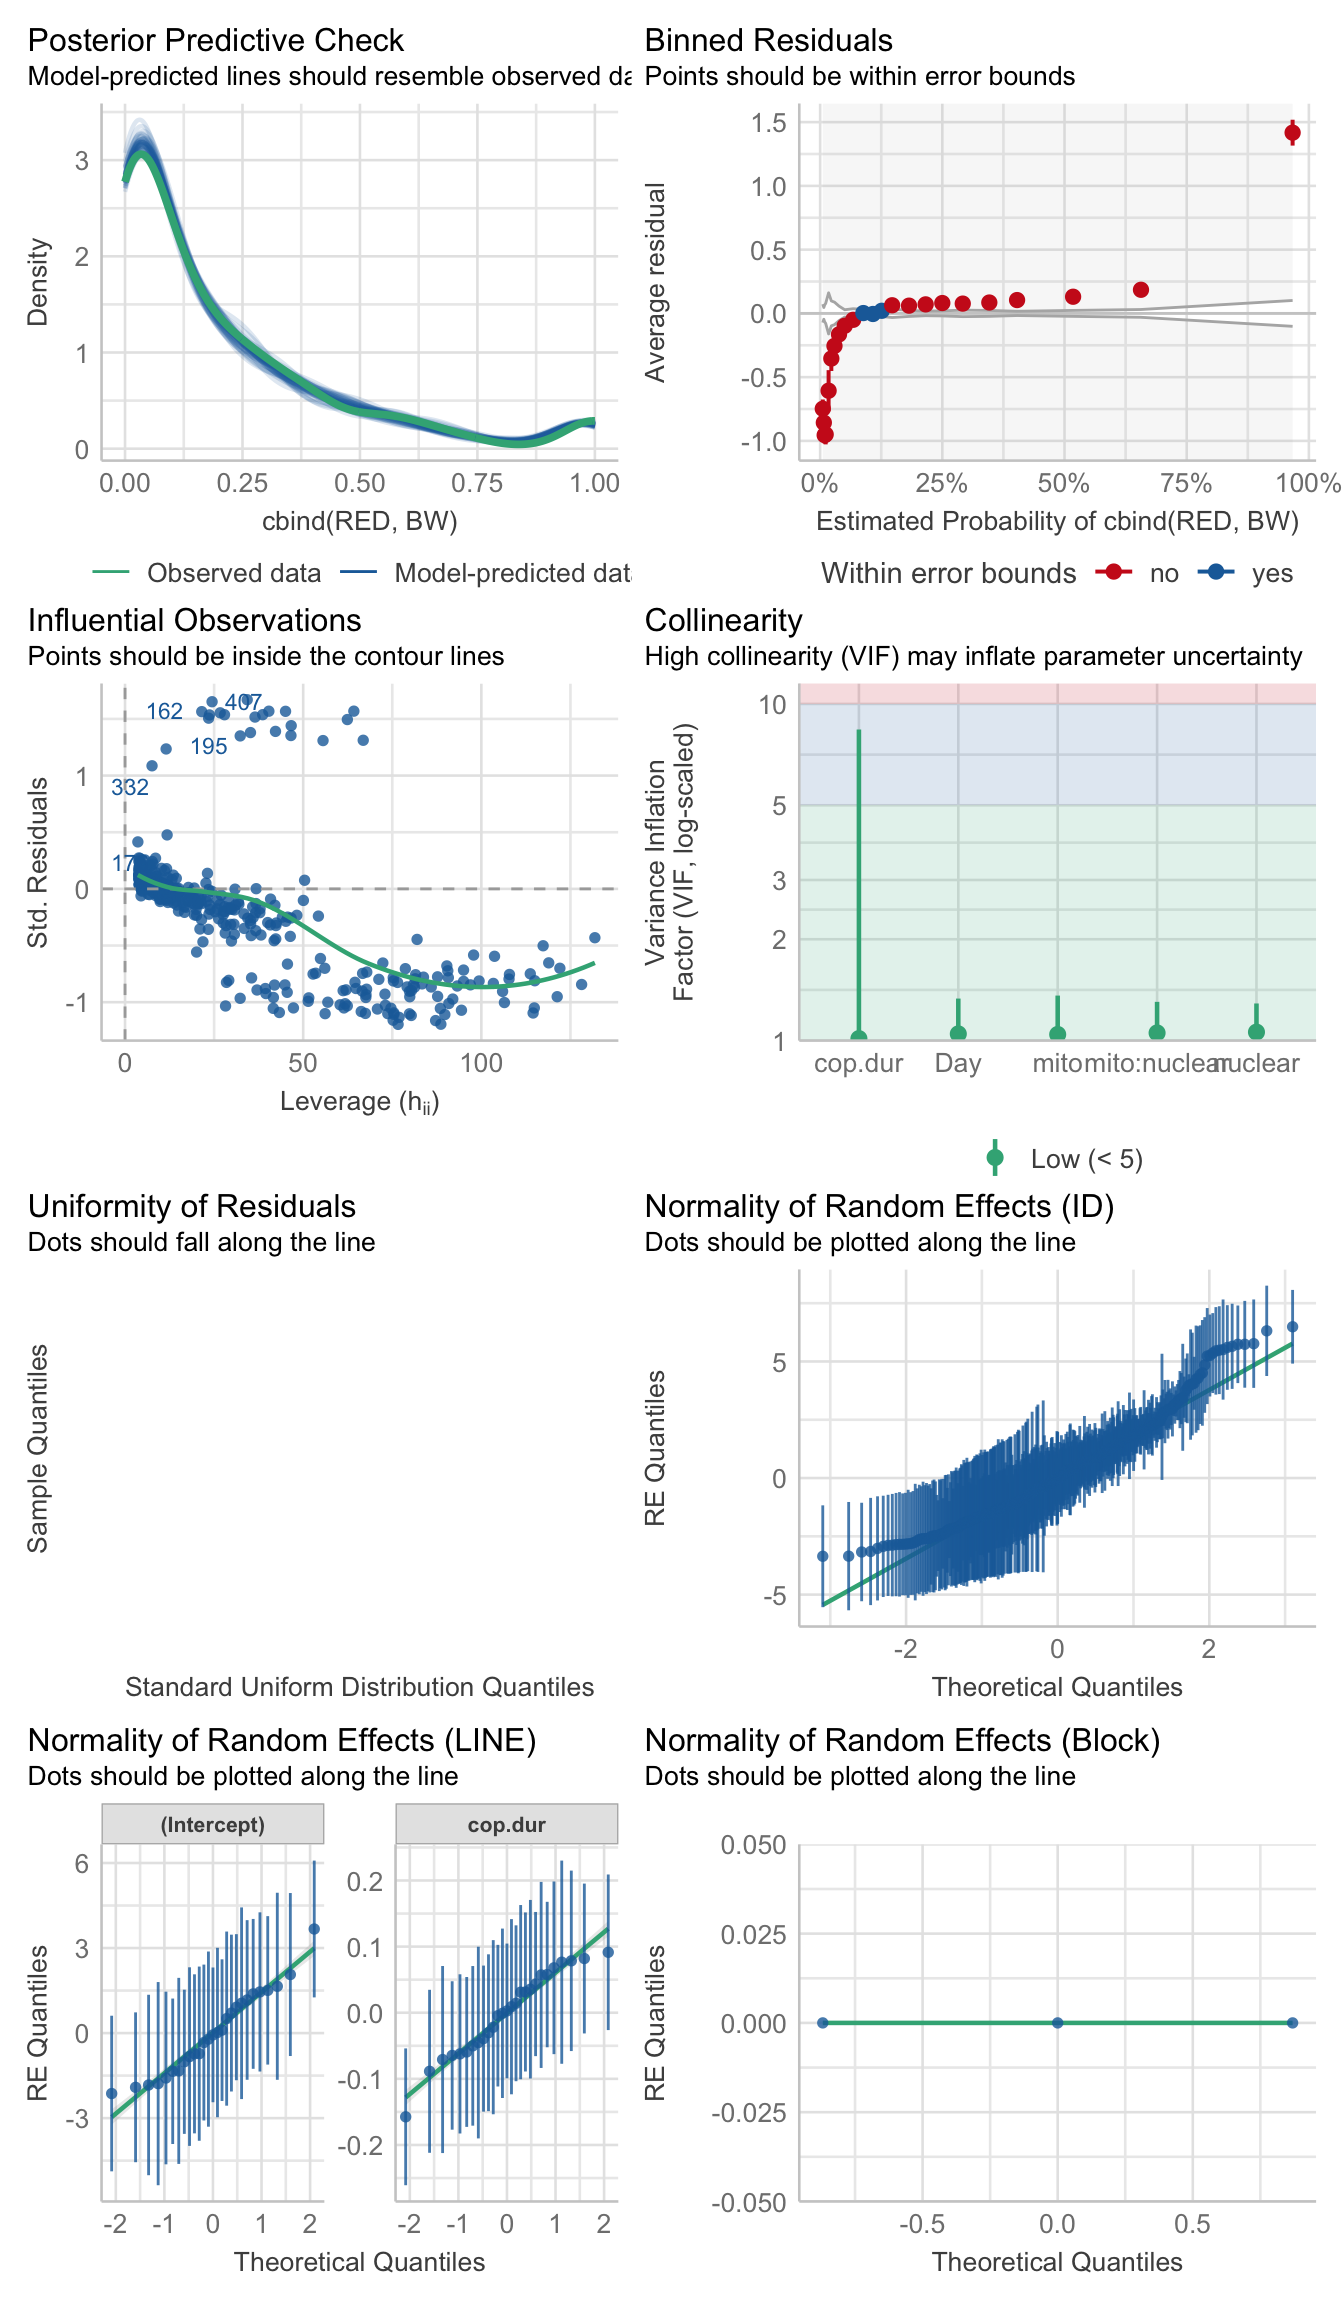 Posterior Predictive Check
Model-predicted lines should resemble observed da
Density
3
2
1
0
0.00 0.25 0.50 0.75 1.00
cbind(RED, BW)
Observed data Model-predicted dat
Binned Residuals
Points should be within error bounds
Average residual
1.5
1.0
0.5
0.0
-0.5
-1.0
0% 25% 50% 75% 100%
Estimated Probability of cbind(RED, BW)
Within error bounds no yes
Influential Observations
Points should be inside the contour lines
Std. Residuals
1
0
-1
162
407
195
332
17
0 50 100
Leverage (hii)
Collinearity
High collinearity (VIF) may inflate parameter uncertainty
Variance Inflation
Factor (VIF, log-scaled)
10
5
3
2
1
cop.dur Day mito mito:nuclear nuclear
Low (< 5)
Uniformity of Residuals
Dots should fall along the line
Sample Quantiles
Standard Uniform Distribution Quantiles
Normality of Random Effects (ID)
Dots should be plotted along the line
RE Quantiles
5
0
-5
-2 0 2
Theoretical Quantiles
Normality of Random Effects (LINE)
Dots should be plotted along the line
(Intercept) cop.dur
RE Quantiles
6
3
0
-3
0.2
0.1
0.0
-0.1
-0.2
-2 -1 0 1 2 -2 -1 0 1 2
Theoretical Quantiles
Normality of Random Effects (Block)
Dots should be plotted along the line
RE Quantiles
0.050
0.025
0.000
-0.025
-0.050
-0.5 0.0 0.5
Theoretical Quantiles